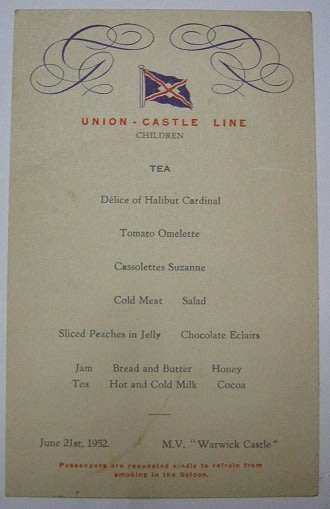 UNION - CASTLE LINE
CHILDREN
TEA
Délice of Halibut Cardinal
Tomato Omelette
Cassolettes Suzanne
Cold Meat Salad
Sliced Peaches in Jelly Chocolate Eclairs
Jam Bread and Butter Honey
Tea Hot and Cold Milk Cocoa
June 21st, 1952. M.V. "Warwick Castle"
Passengers are requested kindly to refrain from
smoking in the Saloon.